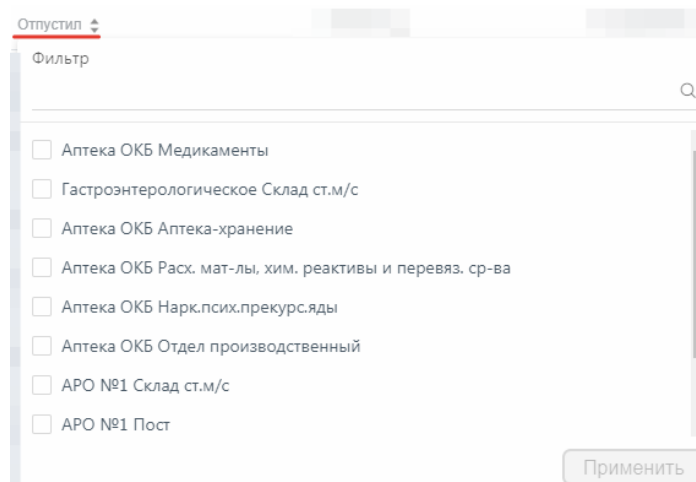 Отпустил
Фильтр
Аптека ОКБ Медикаменты
Гастроэнтерологическое Склад ст.м/с
Аптека ОКБ Аптека-хранение
Аптека ОКБ Расх. мат-лы, хим. реактивы и перевяз. ср-ва
Аптека ОКБ Нарк.псих.прекурс.яды
Аптека ОКБ Отдел производственный
АРО №1 Склад ст.м/с
АРО №1 Пост
Применить